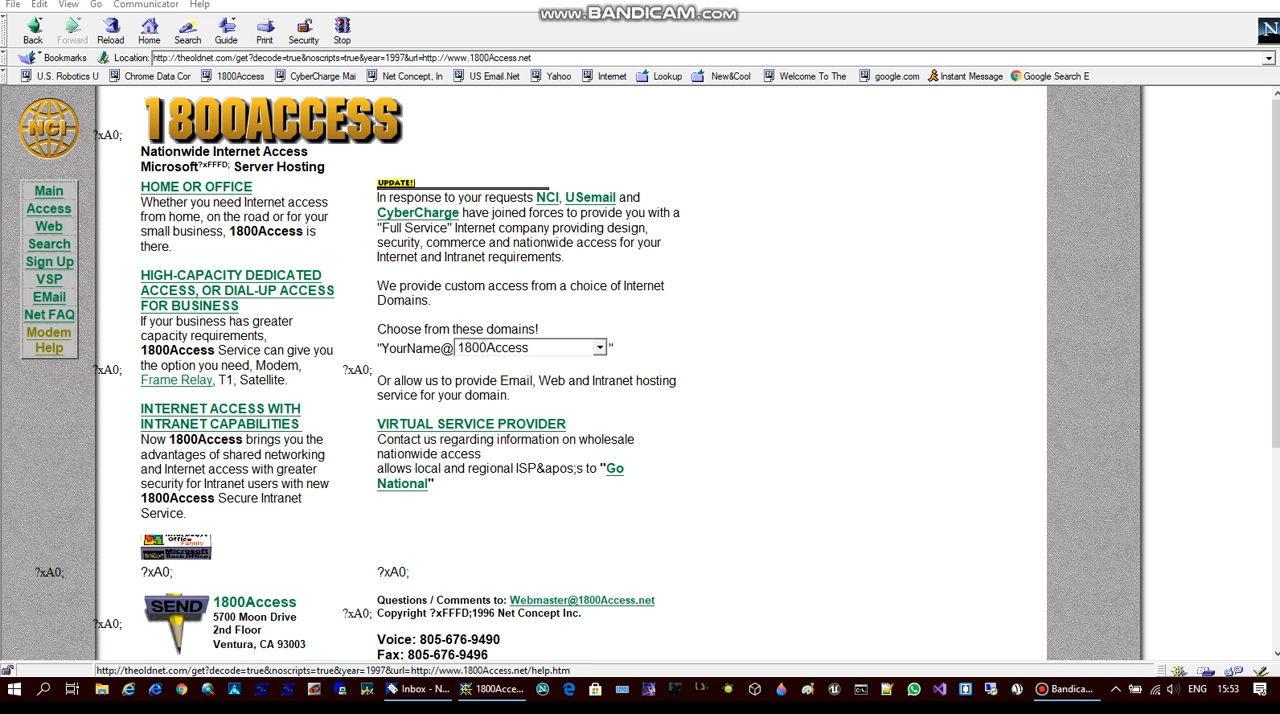 File Edit View Go Communicator Help
www.BANDICAM.com
Back Forward Reload Home Search Guide Print Security Stop
N
Bookmarks Location: http://theoldnet.com/get?decode=true&noscripts=true&year=1997&url=http://www.1800Access.net
U.S. Robotics U Chrome Data Cor 1800Access CyberCharge Mai Net Concept, In US Email.Net Yahoo Internet Lookup New&Cool Welcome To The google.com Instant Message Google Search E
NCI
?xA0;
1800ACCESS
Nationwide Internet Access
Microsoft?xFFFD; Server Hosting
Main
Access
Web
Search
Sign Up
VSP
EMail
Net FAQ
Modem
Help
HOME OR OFFICE
Whether you need Internet access
from home, on the road or for your
small business, 1800Access is
there.
HIGH-CAPACITY DEDICATED
ACCESS, OR DIAL-UP ACCESS
FOR BUSINESS
If your business has greater
capacity requirements,
1800Access Service can give you
the option you need, Modem,
Frame Relay, T1, Satellite.
?xA0;
?xA0;
INTERNET ACCESS WITH
INTRANET CAPABILITIES
Now 1800Access brings you the
advantages of shared networking
and Internet access with greater
security for Intranet users with new
1800Access Secure Intranet
Service.
UPDATE!
In response to your requests NCI, USemail and
CyberCharge have joined forces to provide you with a
"Full Service" Internet company providing design,
security, commerce and nationwide access for your
Internet and Intranet requirements.
We provide custom access from a choice of Internet
Domains.
Choose from these domains!
"YourName@ 1800Access "
Or allow us to provide Email, Web and Intranet hosting
service for your domain.
VIRTUAL SERVICE PROVIDER
Contact us regarding information on wholesale
nationwide access
allows local and regional ISP&apos;s to "Go
National"
Office
Microsoft
?xA0;
?xA0;
?xA0;
SEND
1800Access
5700 Moon Drive
2nd Floor
Ventura, CA 93003
?xA0;
?xA0;
Questions / Comments to: Webmaster@1800Access.net
Copyright ?xFFFD;1996 Net Concept Inc.
Voice: 805-676-9490
Fax: 805-676-9496
http://theoldnet.com/get?decode=true&noscripts=true&year=1997&url=http://www.1800Access.net/help.htm
Inbox - N... 1800Acce... Bandica... ENG 15:53